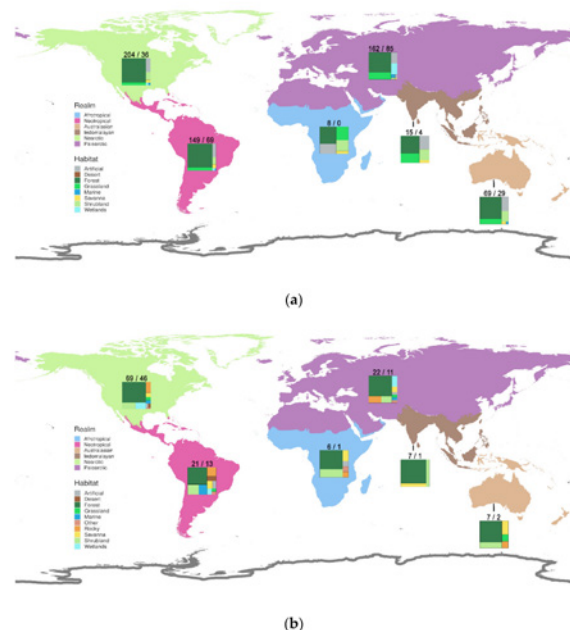 204 / 36
162 / 85
149 / 69
8 / 0
15 / 4
69 / 29
Realm
Afrotropical
Neotropical
Australasian
Indomalayan
Nearctic
Palearctic
Habitat
Artificial
Desert
Forest
Grassland
Marine
Savanna
Shrubland
Wetlands
(a)
69 / 46
22 / 11
21 / 13
6 / 1
7 / 1
7 / 2
Realm
Afrotropical
Neotropical
Australasian
Indomalayan
Nearctic
Palearctic
Habitat
Artificial
Desert
Forest
Grassland
Marine
Other
Rocky
Savanna
Shrubland
Wetlands
(b)